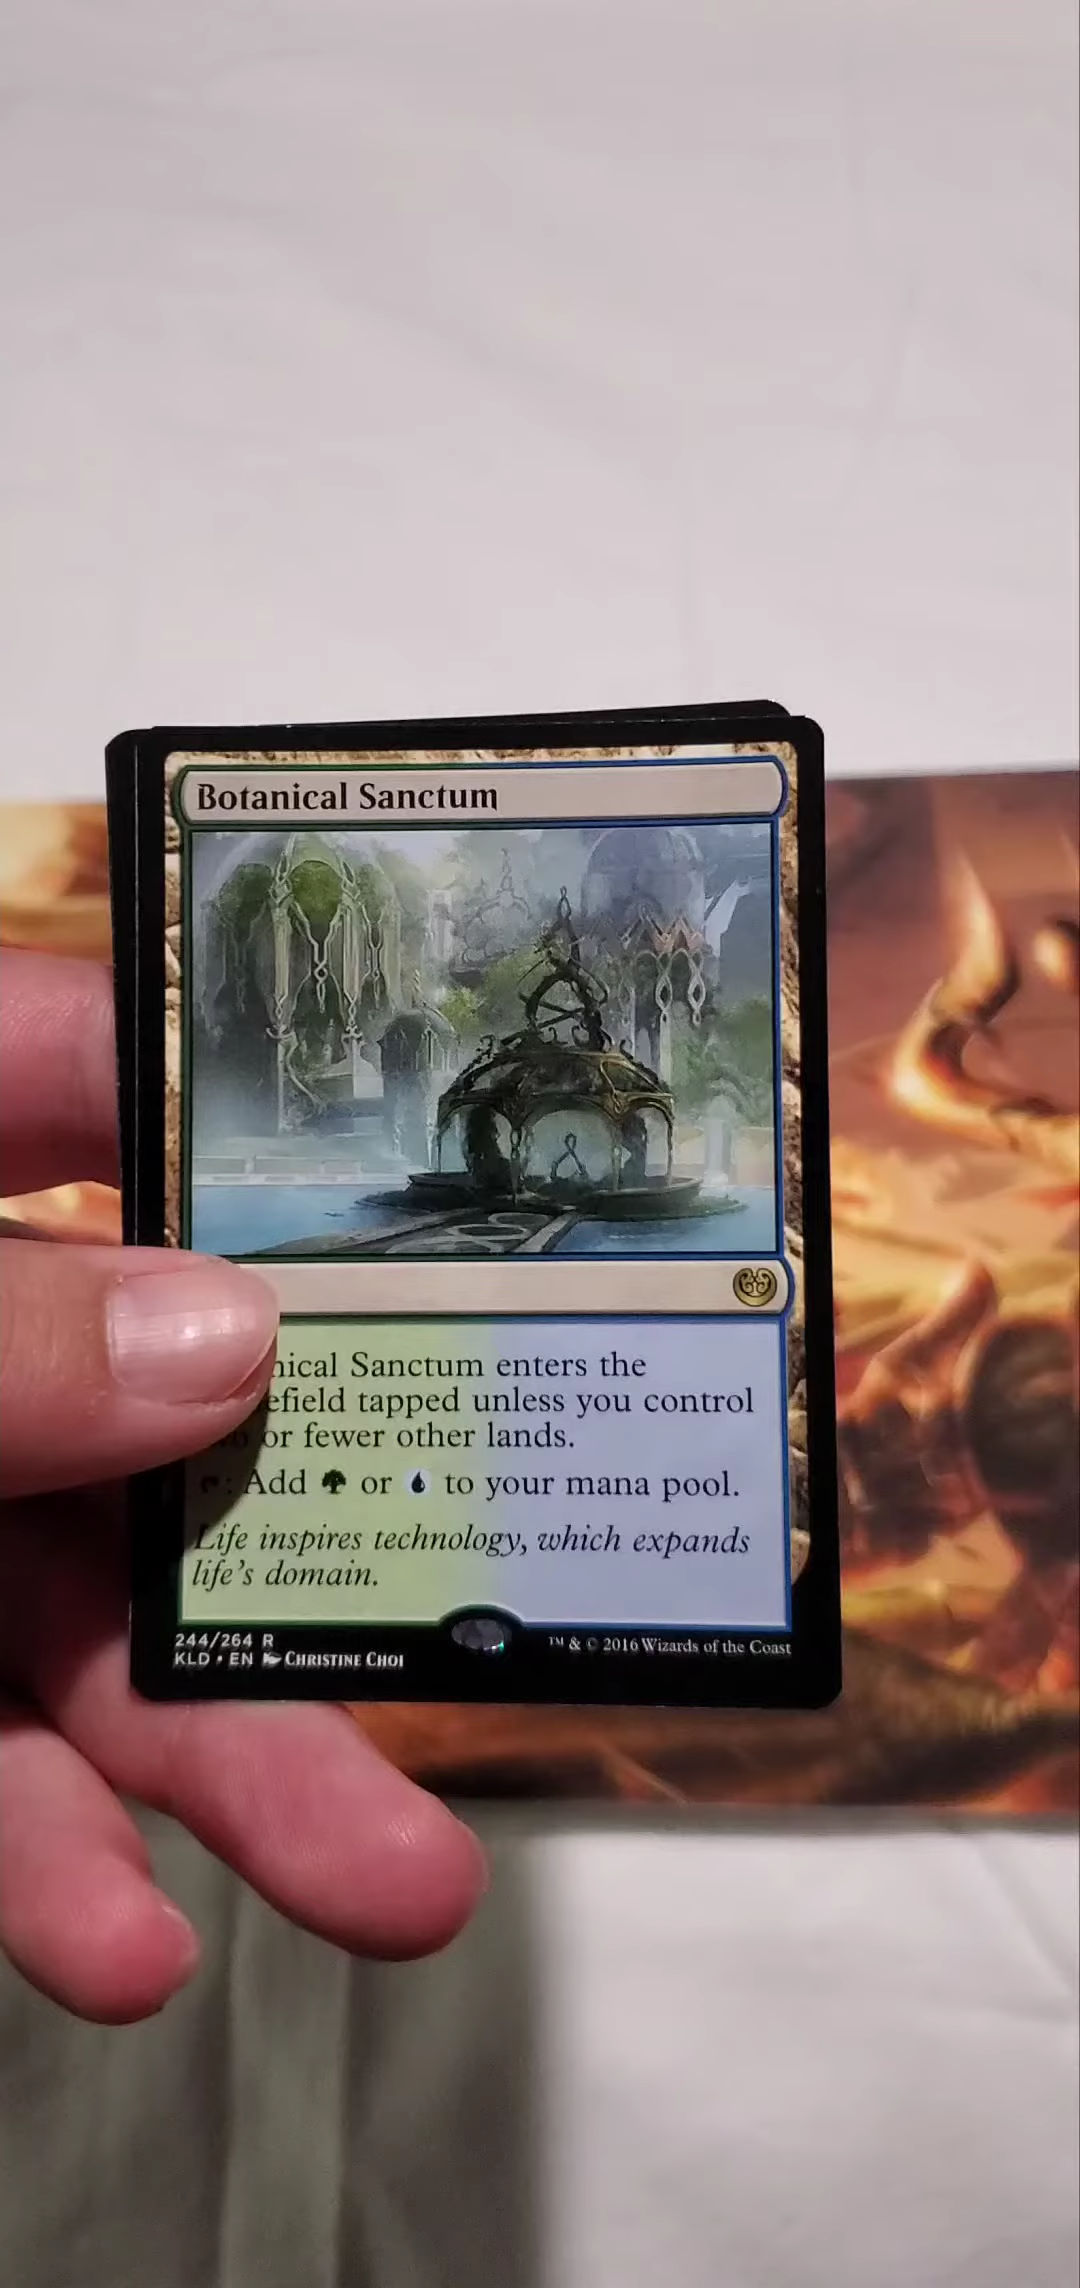 Botanical Sanctum
nical Sanctum enters the
efield tapped unless you control
or fewer other lands.
: Add or to your mana pool.
Life inspires technology, which expands
life's domain.
244/264 R
KLD • EN CHRISTINE CHOI
™ & © 2016 Wizards of the Coast